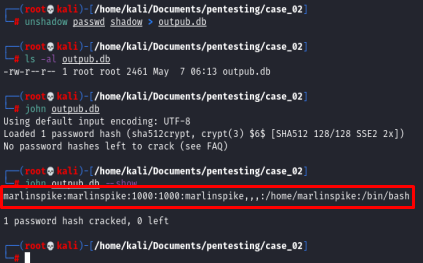 ┌──(root💀kali)-[/home/kali/Documents/pentesting/case_02]
└─# unshadow passwd shadow > outpub.db
┌──(root💀kali)-[/home/kali/Documents/pentesting/case_02]
└─# ls -al outpub.db
-rw-r--r-- 1 root root 2461 May  7 06:13 outpub.db
┌──(root💀kali)-[/home/kali/Documents/pentesting/case_02]
└─# john outpub.db
Using default input encoding: UTF-8
Loaded 1 password hash (sha512crypt, crypt(3) $6$ [SHA512 128/128 SSE2 2x])
No password hashes left to crack (see FAQ)
┌──(root💀kali)-[/home/kali/Documents/pentesting/case_02]
└─# john outpub.db --show
marlinspike:marlinspike:1000:1000:marlinspike,,,:/home/marlinspike:/bin/bash
1 password hash cracked, 0 left
┌──(root💀kali)-[/home/kali/Documents/pentesting/case_02]
└─#